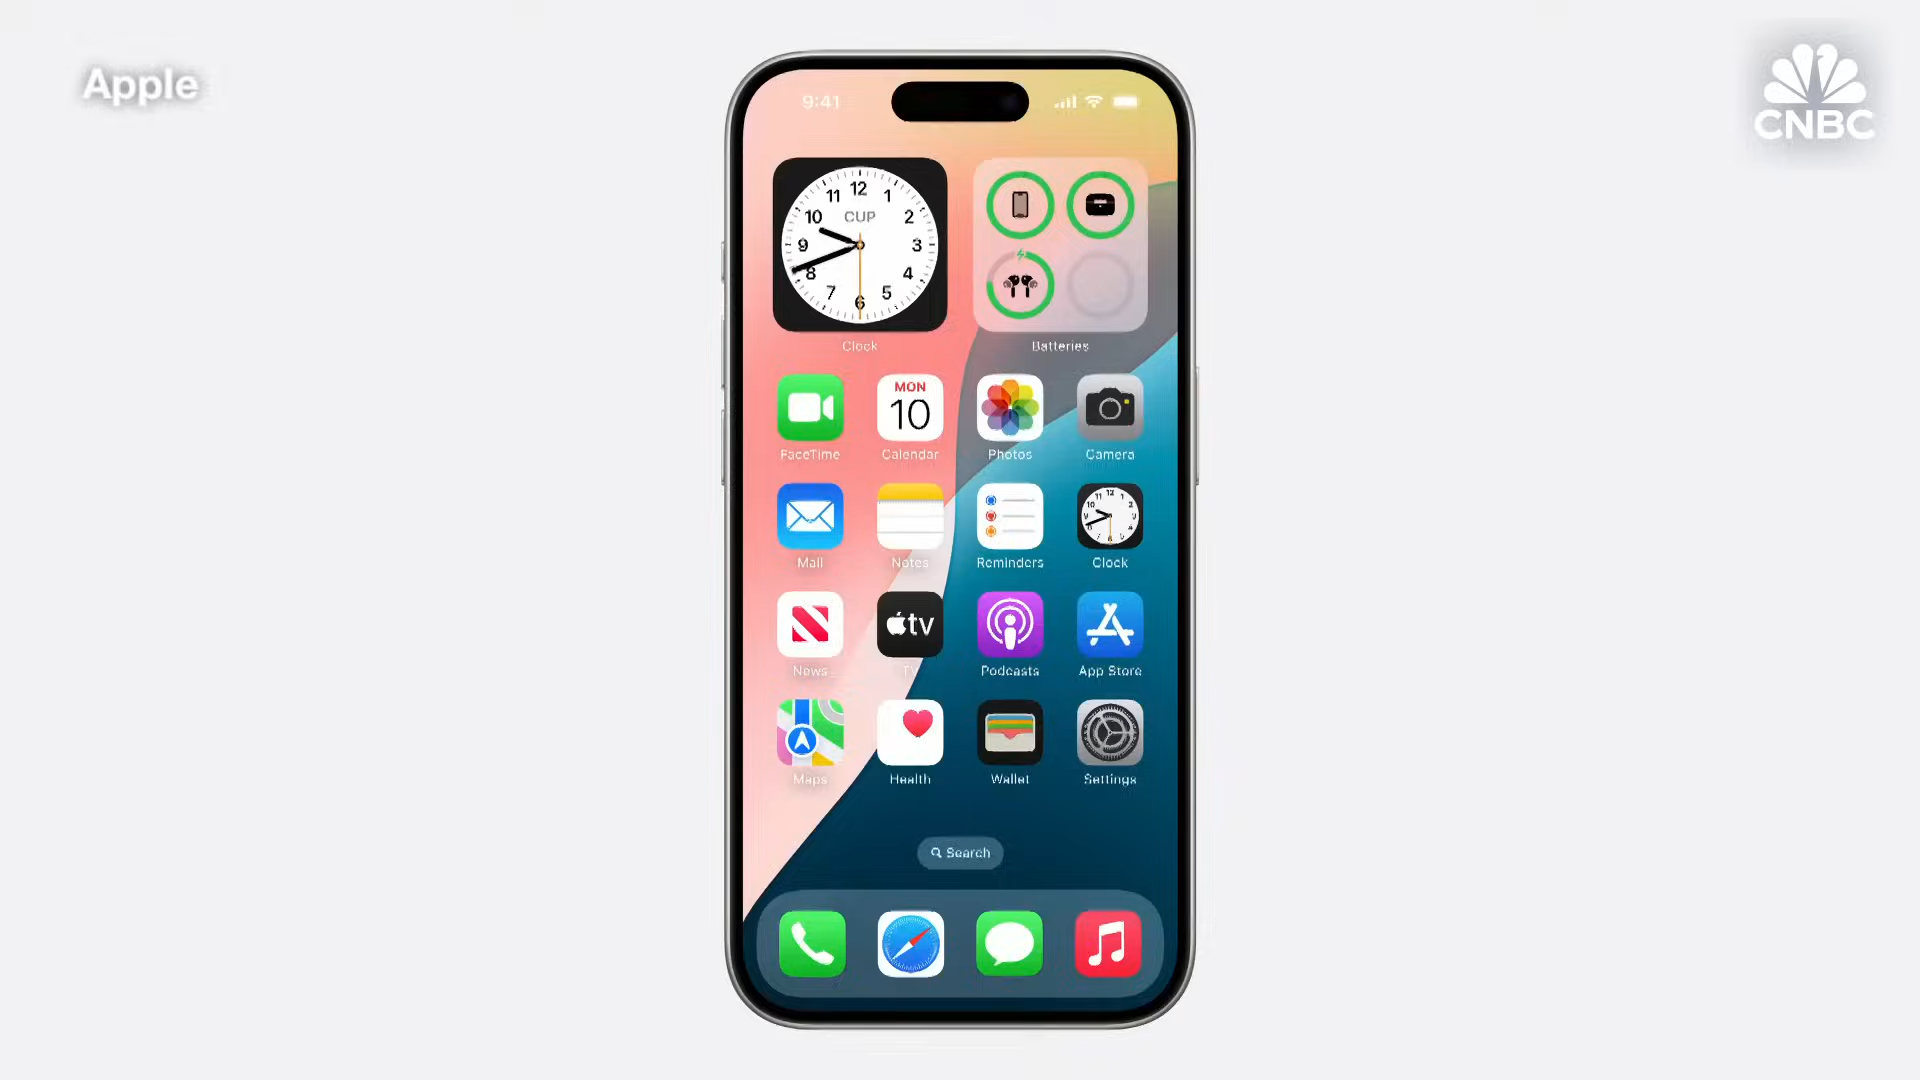 Apple
CNBC
9:41
12
11 1
10 CUP 2
9 3
8 4
7 5
6
Clock Batteries
MON
10
FaceTime Calendar Photos Camera
Mail Notes Reminders Clock
tv
News TV Podcasts App Store
Maps Health Wallet Settings
Search